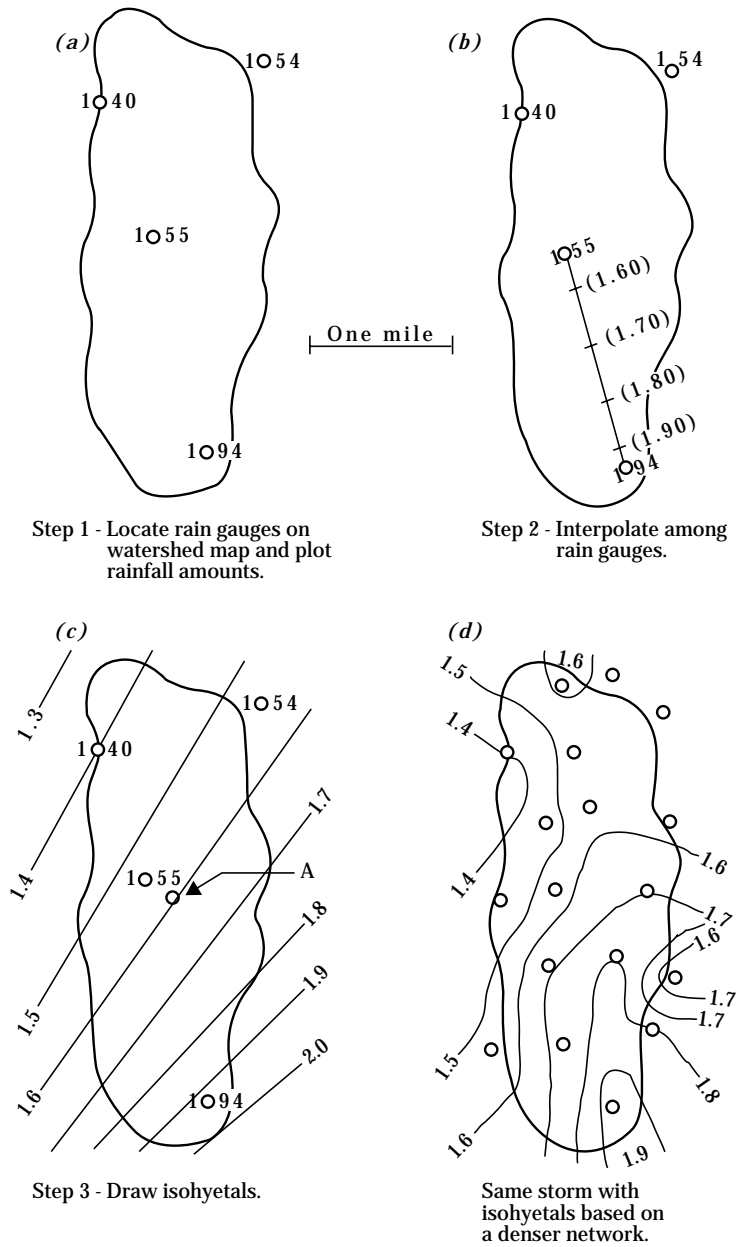 (a)
1 54
1 40
1 55
1 94
Step 1 - Locate rain gauges on
watershed map and plot
rainfall amounts.
One mile
(b)
1 54
1 40
1 55
(1.60)
(1.70)
(1.80)
(1.90)
1 94
Step 2 - Interpolate among
rain gauges.
(c)
1.3
1 54
1 40
1.7
1.4
1 55
A
1.8
1.9
1.5
2.0
1.6
1 94
Step 3 - Draw isohyetals.
(d)
1.6
1.5
1.4
1.6
1.4
1.7
1.6
1.7
1.7
1.5
1.8
1.6
1.9
Same storm with
isohyetals based on
a denser network.